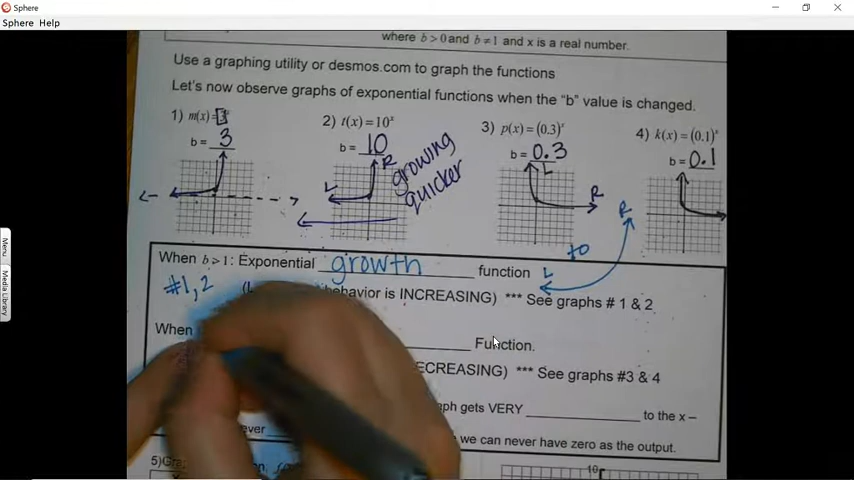 Sphere
Sphere Help
where b > 0 and b ≠ 1 and x is a real number.
Use a graphing utility or desmos.com to graph the functions
Let's now observe graphs of exponential functions when the "b" value is changed.
1) m(x)=3ˣ 2) t(x)=10ˣ 3) p(x)=(0.3)ˣ 4) k(x)=(0.1)ˣ
b = 3 b = 10 b = 0.3 b = 0.1
R growing quicker L R
L R
When b > 1: Exponential growth function L to
#1, 2 behavior is INCREASING) *** See graphs # 1 & 2
When Function.
ECREASING) *** See graphs #3 & 4
ph gets VERY to the x –
ever we can never have zero as the output.
5) 10
Menu
Media Library